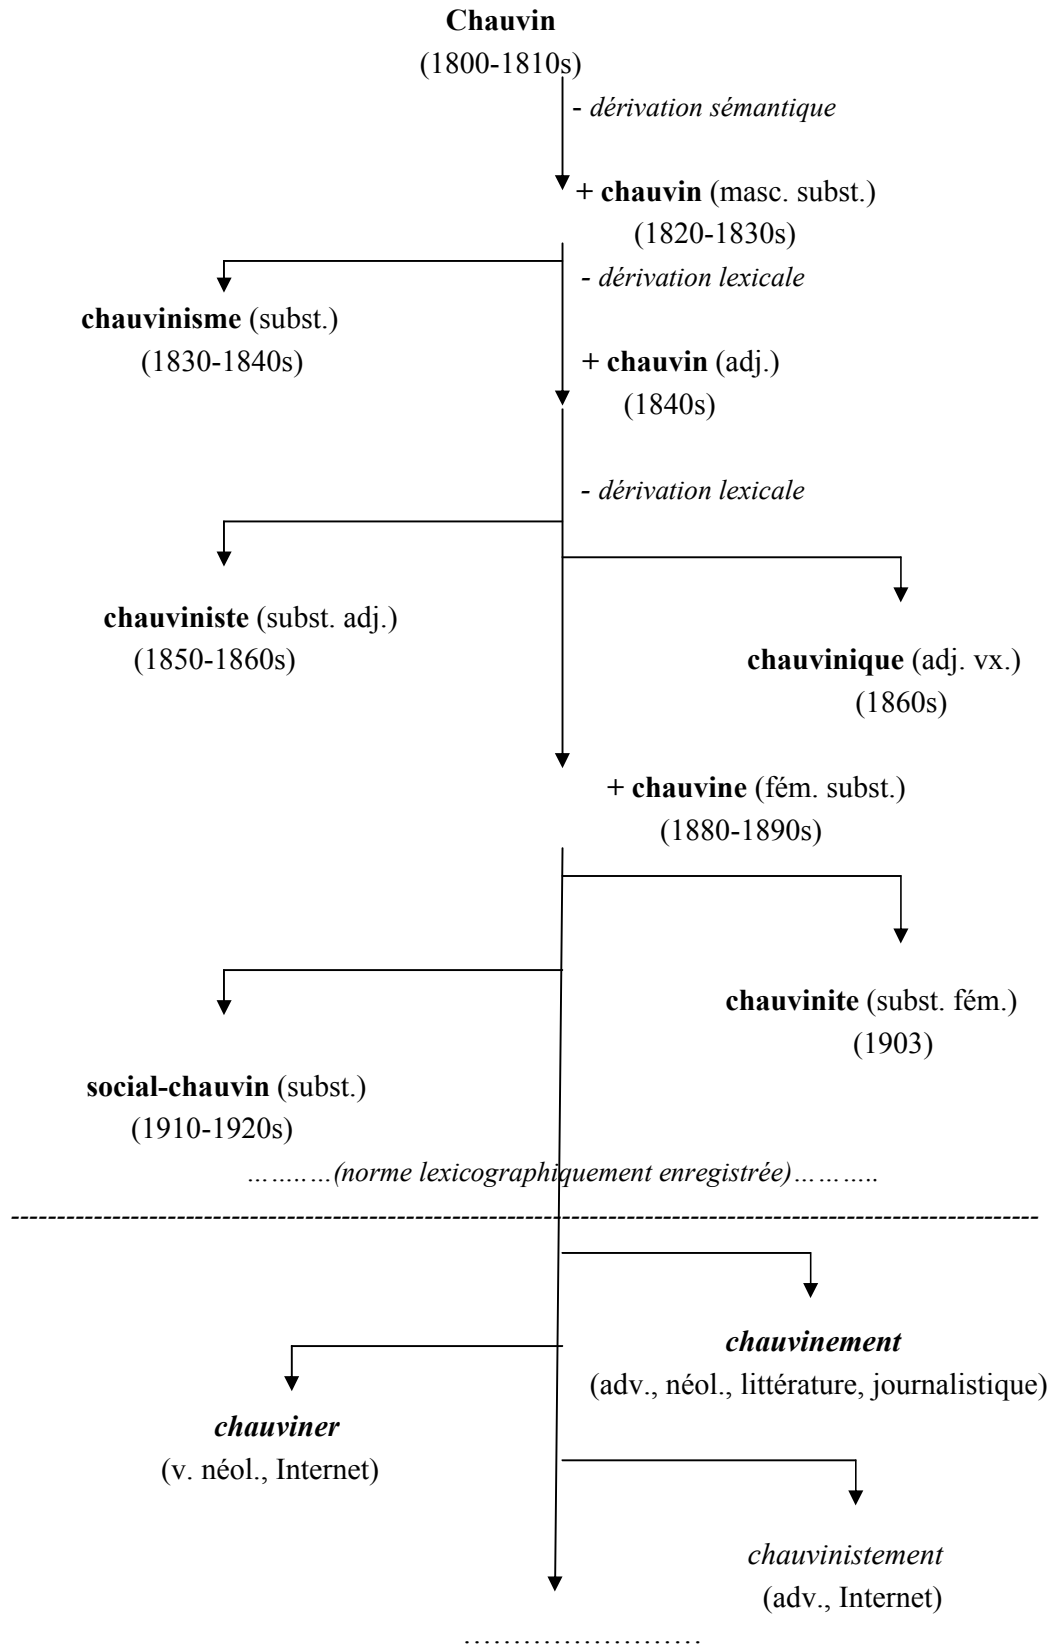 Chauvin
(1800-1810s)
- dérivation sémantique
+ chauvin (masc. subst.)
(1820-1830s)
- dérivation lexicale
chauvinisme (subst.)
(1830-1840s)
+ chauvin (adj.)
(1840s)
- dérivation lexicale
chauviniste (subst. adj.)
(1850-1860s)
chauvinique (adj. vx.)
(1860s)
+ chauvine (fém. subst.)
(1880-1890s)
chauvinite (subst. fém.)
(1903)
social-chauvin (subst.)
(1910-1920s)
…….…(norme lexicographiquement enregistrée)………..
chauvinement
(adv., néol., littérature, journalistique)
chauviner
(v. néol., Internet)
chauvinistement
(adv., Internet)
……………………